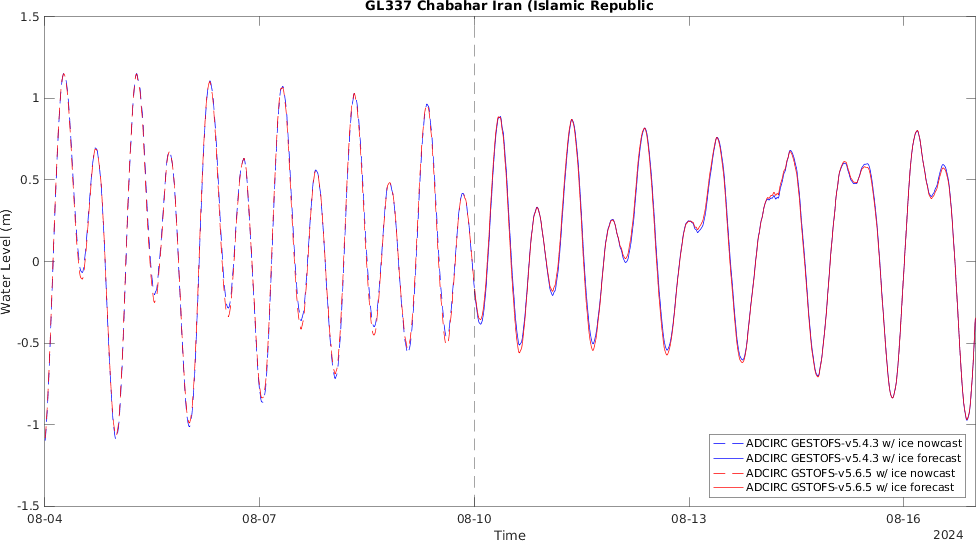 GL337 Chabahar Iran (Islamic Republic
1.5
1
0.5
0
-0.5
-1
-1.5
Water Level (m)
08-04
08-07
08-10
08-13
08-16
Time
2024
ADCIRC GESTOFS-v5.4.3 w/ ice nowcast
ADCIRC GESTOFS-v5.4.3 w/ ice forecast
ADCIRC GSTOFS-v5.6.5 w/ ice nowcast
ADCIRC GSTOFS-v5.6.5 w/ ice forecast